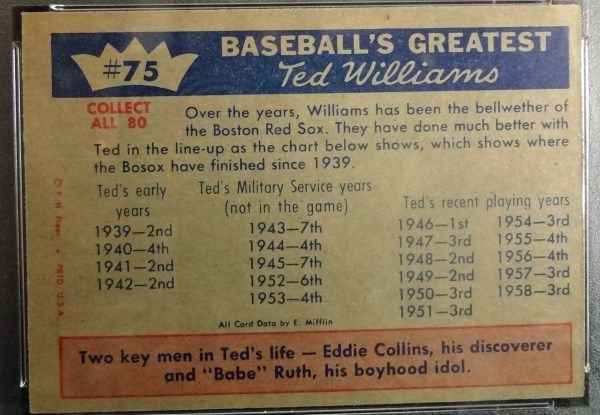 #75
BASEBALL'S GREATEST
Ted Williams
COLLECT
ALL 80
Over the years, Williams has been the bellwether of
the Boston Red Sox. They have done much better with
Ted in the line-up as the chart below shows, which shows where
the Bosox have finished since 1939.
Ted's early
years
1939—2nd
1940—4th
1941—2nd
1942—2nd
Ted's Military Service years
(not in the game)
1943—7th
1944—4th
1945—7th
1952—6th
1953—4th
Ted's recent playing years
1946—1st 1954—3rd
1947—3rd 1955—4th
1948—2nd 1956—4th
1949—2nd 1957—3rd
1950—3rd 1958—3rd
1951—3rd
© F. H. Fleer • PRTD. U.S.A.
All Card Data by E. Mifflin
Two key men in Ted's life — Eddie Collins, his discoverer
and "Babe" Ruth, his boyhood idol.